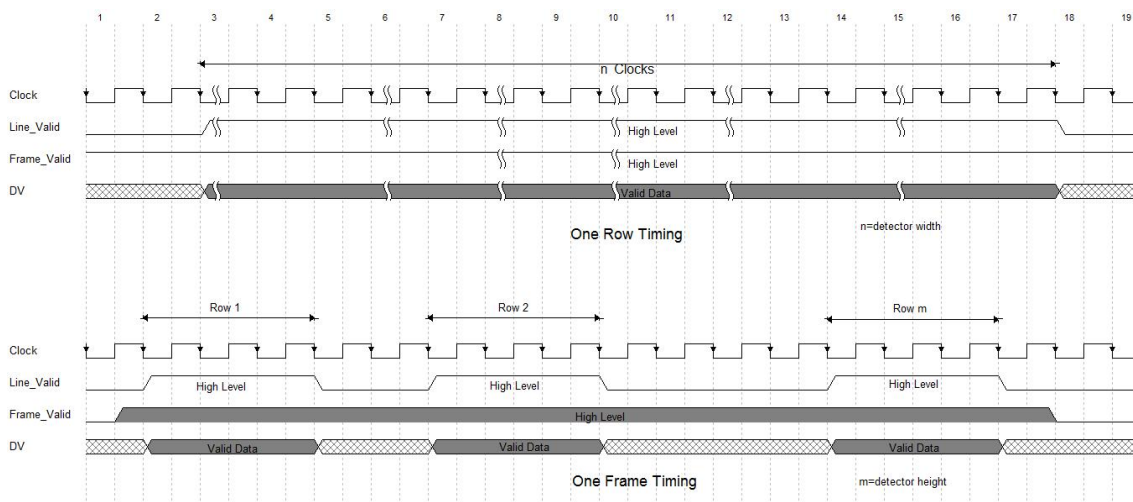 1 2 3 4 5 6 7 8 9 10 11 12 13 14 15 16 17 18 19
n Clocks
Clock
Line_Valid
High Level
Frame_Valid
High Level
DV
Valid Data
One Row Timing
n=detector width
Row 1 Row 2 Row m
Clock
Line_Valid
High Level High Level High Level
Frame_Valid
High Level
DV
Valid Data Valid Data Valid Data
One Frame Timing
m=detector height